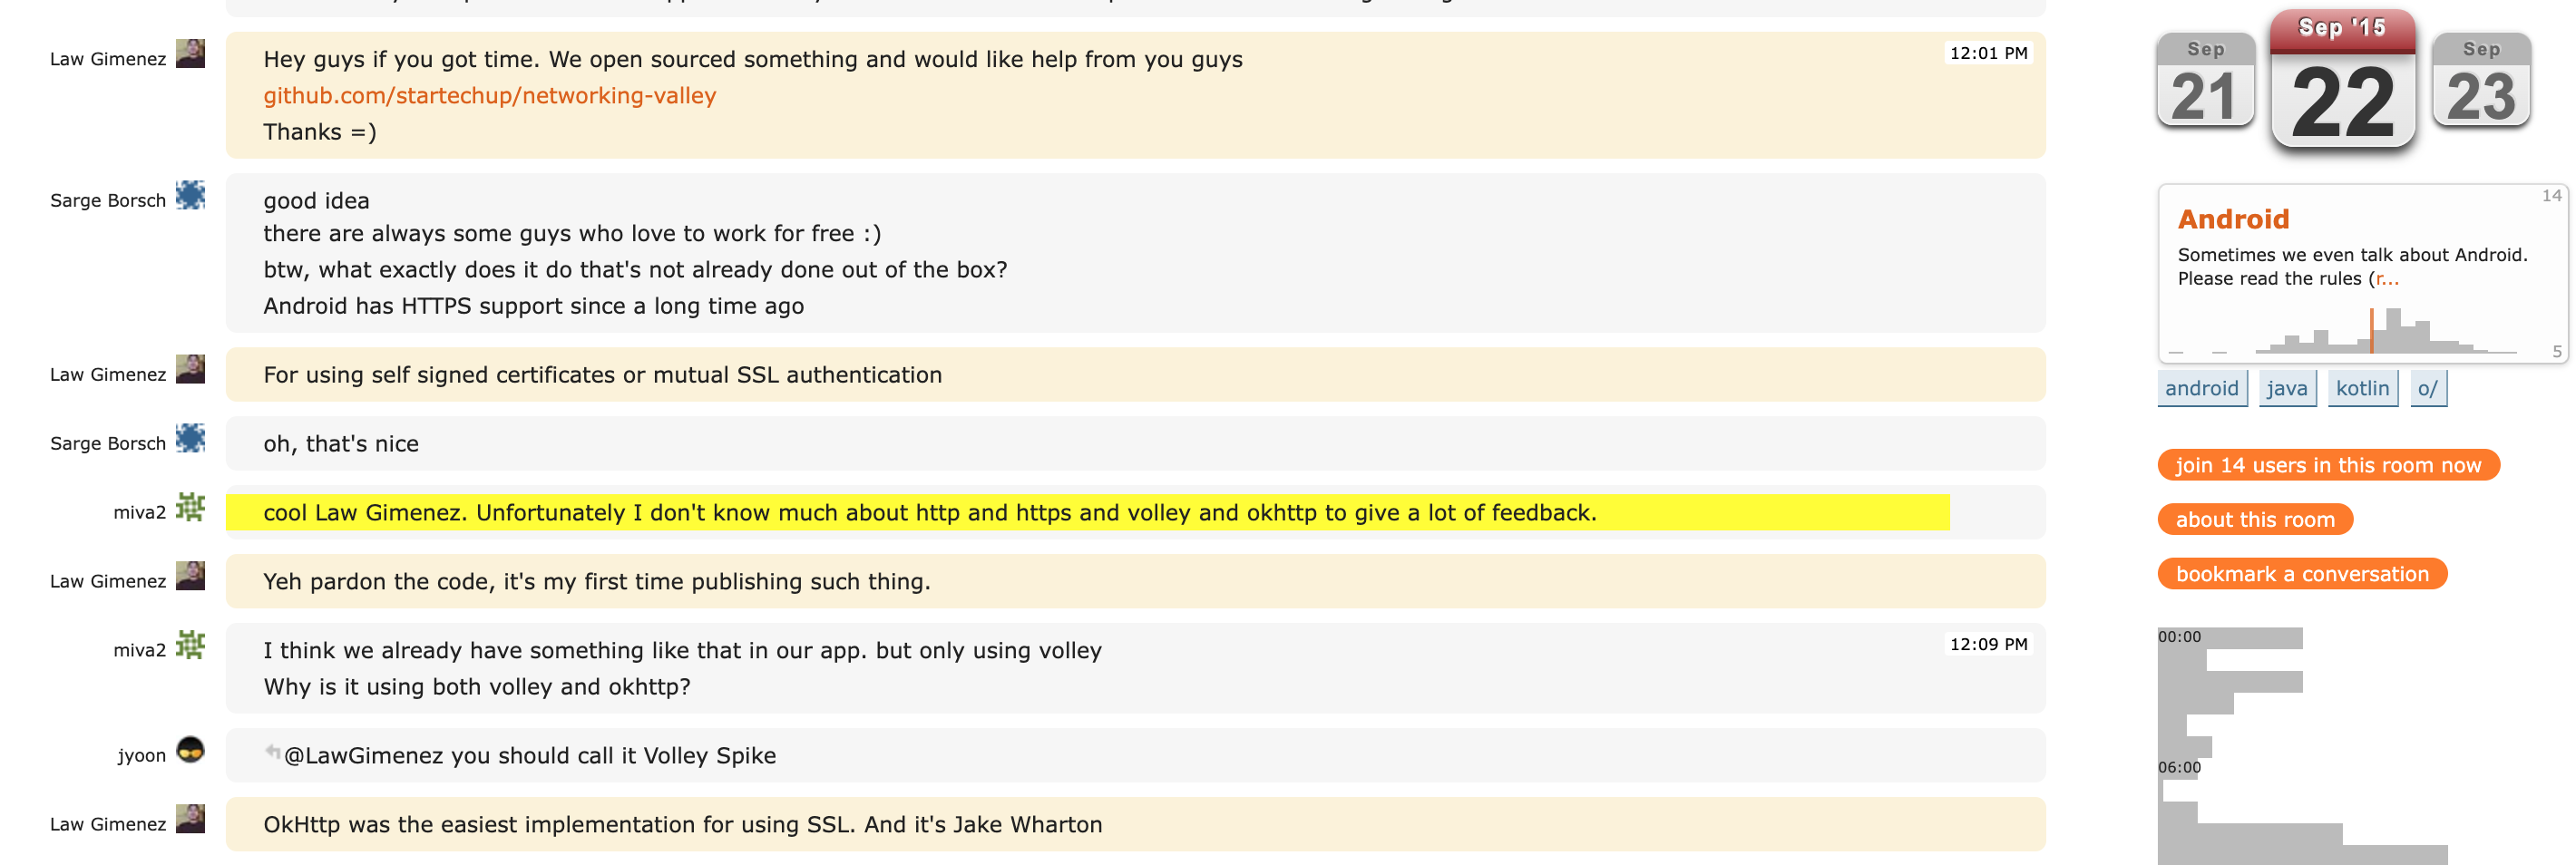 Law Gimenez
Hey guys if you got time. We open sourced something and would like help from you guys
12:01 PM
github.com/startechup/networking-valley
Thanks =)
Sarge Borsch
good idea
there are always some guys who love to work for free :)
btw, what exactly does it do that's not already done out of the box?
Android has HTTPS support since a long time ago
Law Gimenez
For using self signed certificates or mutual SSL authentication
Sarge Borsch
oh, that's nice
miva2
cool Law Gimenez. Unfortunately I don't know much about http and https and volley and okhttp to give a lot of feedback.
Law Gimenez
Yeh pardon the code, it's my first time publishing such thing.
miva2
I think we already have something like that in our app. but only using volley
12:09 PM
Why is it using both volley and okhttp?
jyoon
@LawGimenez you should call it Volley Spike
Law Gimenez
OkHttp was the easiest implementation for using SSL. And it's Jake Wharton
Sep
21
Sep '15
22
Sep
23
14
Android
Sometimes we even talk about Android.
Please read the rules (r...
5
android java kotlin o/
join 14 users in this room now
about this room
bookmark a conversation
00:00
06:00